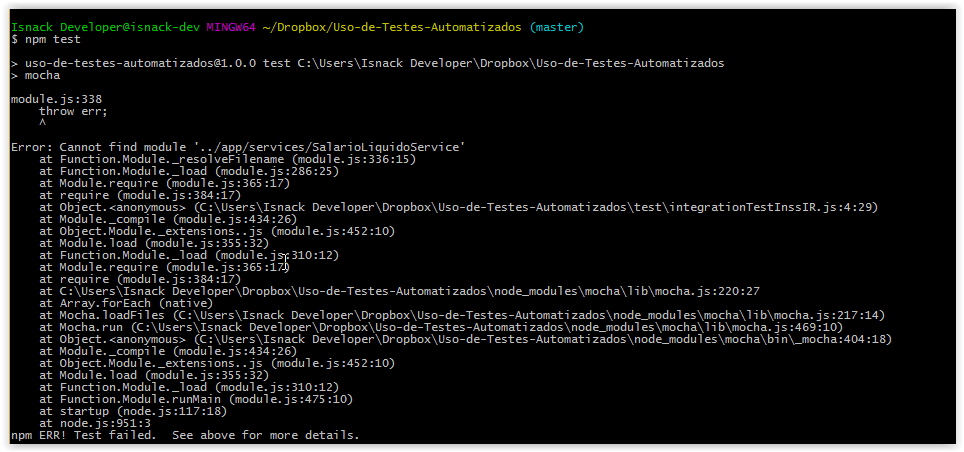 Isnack Developer@isnack-dev MINGW64 ~/Dropbox/Uso-de-Testes-Automatizados (master)
$ npm test
> uso-de-testes-automatizados@1.0.0 test C:\Users\Isnack Developer\Dropbox\Uso-de-Testes-Automatizados
> mocha
module.js:338
    throw err;
    ^
Error: Cannot find module '../app/services/SalarioLiquidoService'
    at Function.Module._resolveFilename (module.js:336:15)
    at Function.Module._load (module.js:286:25)
    at Module.require (module.js:365:17)
    at require (module.js:384:17)
    at Object.<anonymous> (C:\Users\Isnack Developer\Dropbox\Uso-de-Testes-Automatizados\test\integrationTestInssIR.js:4:29)
    at Module._compile (module.js:434:26)
    at Object.Module._extensions..js (module.js:452:10)
    at Module.load (module.js:355:32)
    at Function.Module._load (module.js:310:12)
    at Module.require (module.js:365:17)
    at require (module.js:384:17)
    at C:\Users\Isnack Developer\Dropbox\Uso-de-Testes-Automatizados\node_modules\mocha\lib\mocha.js:220:27
    at Array.forEach (native)
    at Mocha.loadFiles (C:\Users\Isnack Developer\Dropbox\Uso-de-Testes-Automatizados\node_modules\mocha\lib\mocha.js:217:14)
    at Mocha.run (C:\Users\Isnack Developer\Dropbox\Uso-de-Testes-Automatizados\node_modules\mocha\lib\mocha.js:469:10)
    at Object.<anonymous> (C:\Users\Isnack Developer\Dropbox\Uso-de-Testes-Automatizados\node_modules\mocha\bin\_mocha:404:18)
    at Module._compile (module.js:434:26)
    at Object.Module._extensions..js (module.js:452:10)
    at Module.load (module.js:355:32)
    at Function.Module._load (module.js:310:12)
    at Function.Module.runMain (module.js:475:10)
    at startup (node.js:117:18)
    at node.js:951:3
npm ERR! Test failed.  See above for more details.